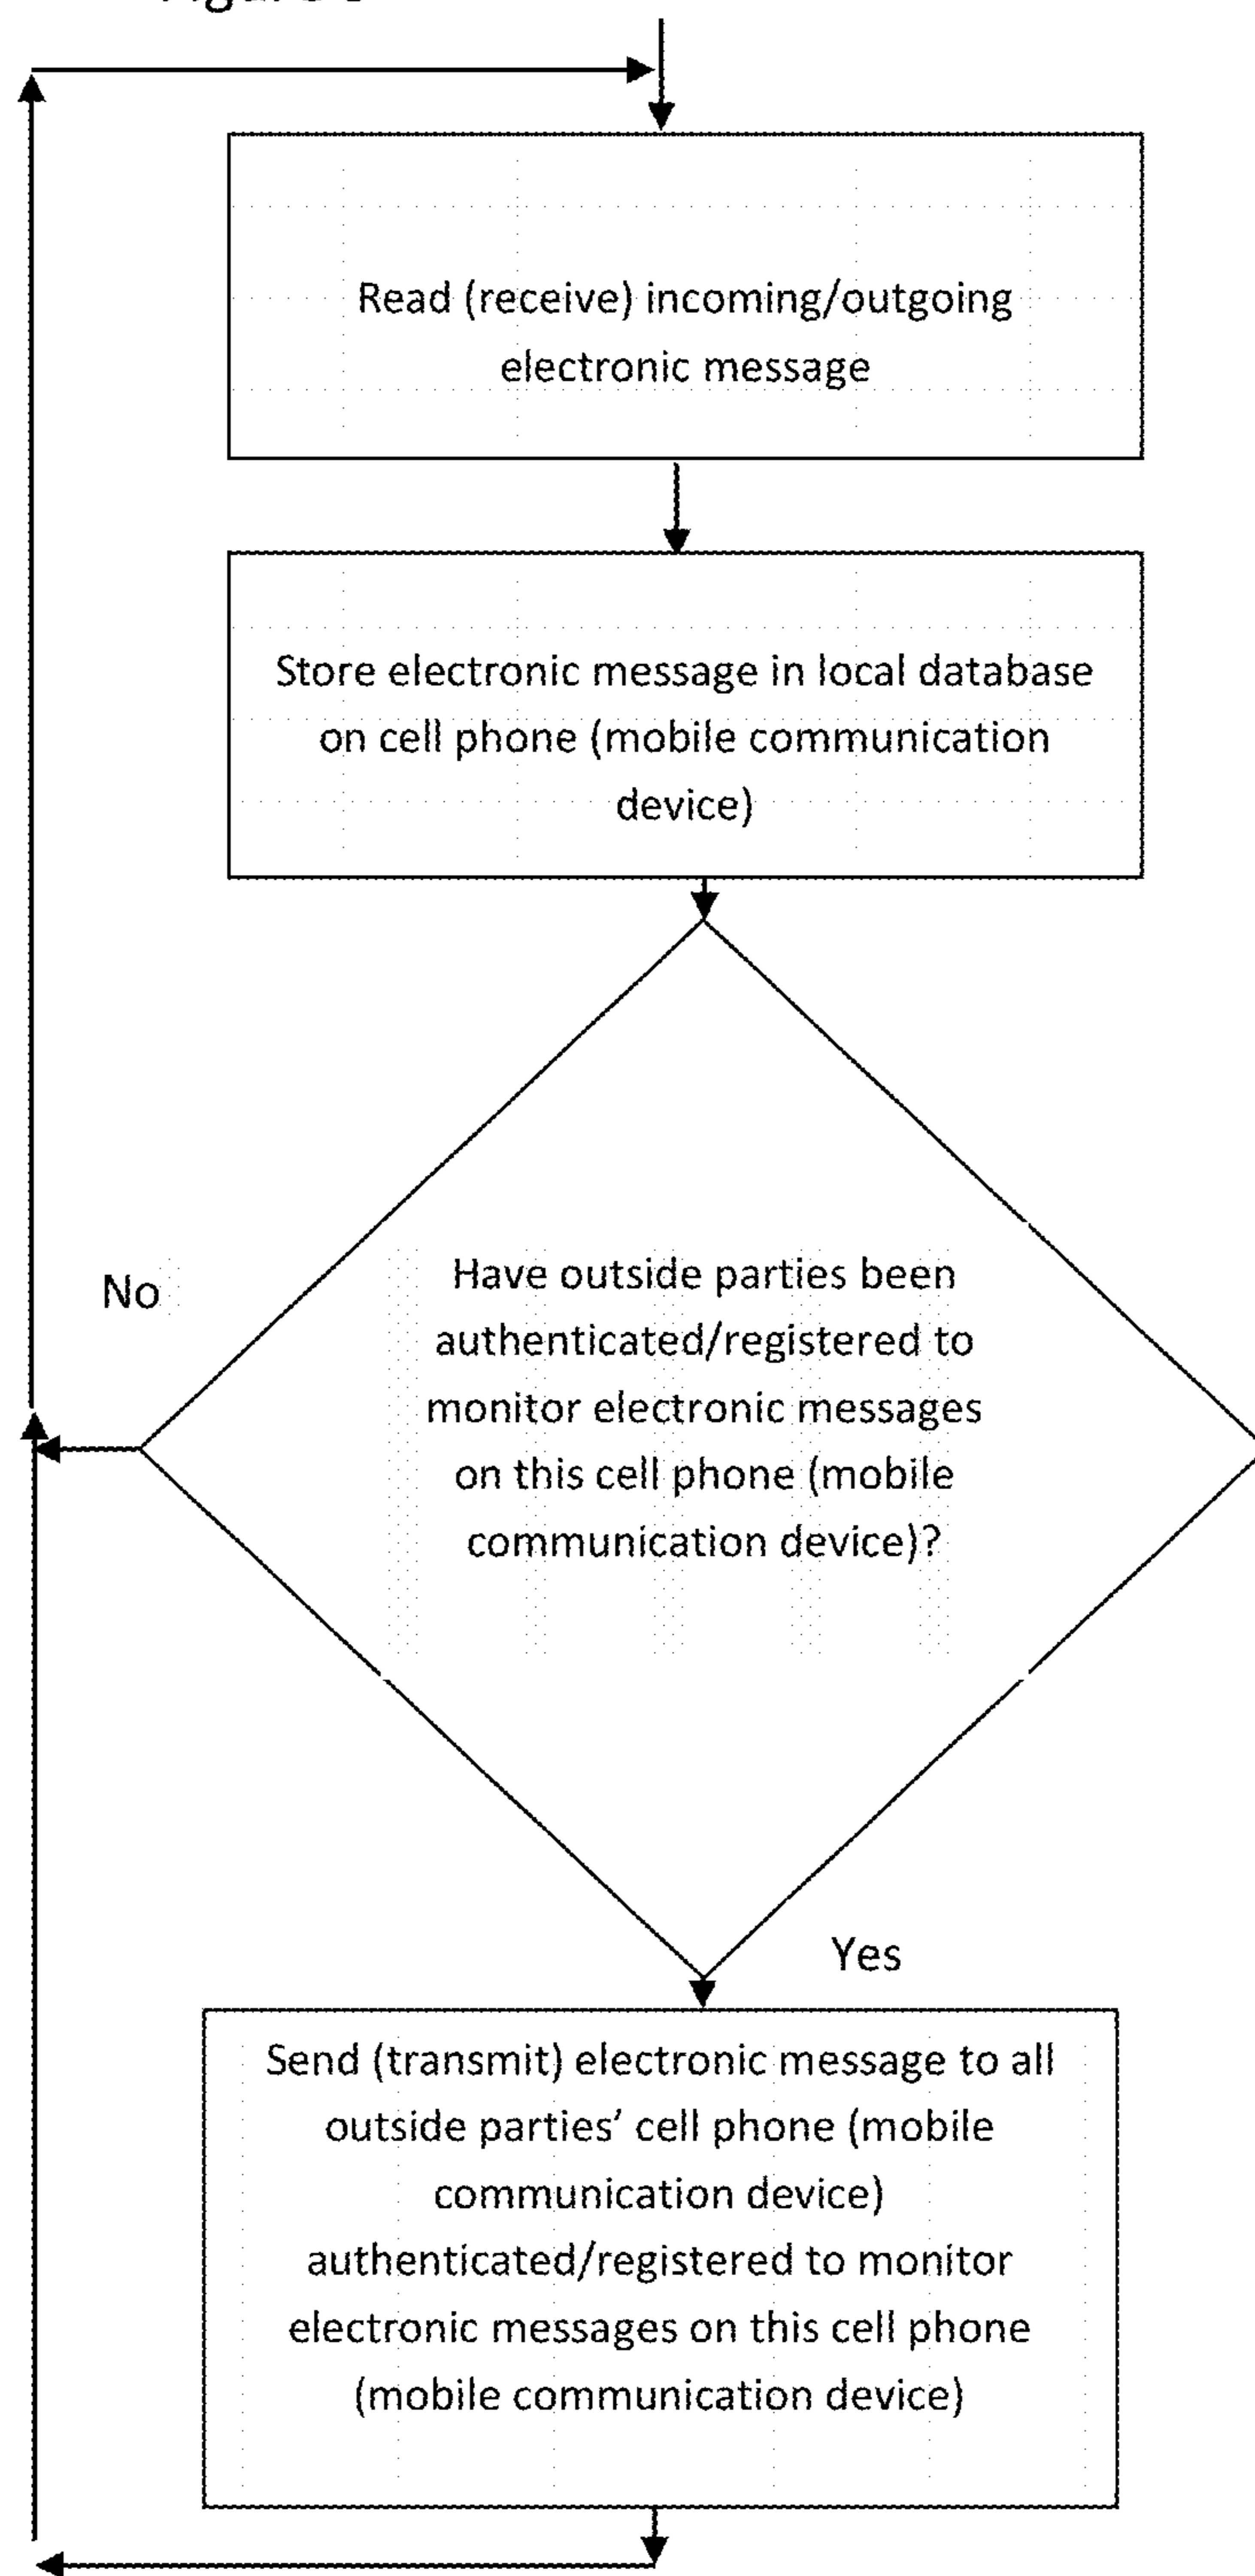 Read (receive) incoming/outgoing
electronic message
Store electronic message in local database
on cell phone (mobile communication
device)
No
Have outside parties been
authenticated/registered to
monitor electronic messages
on this cell phone (mobile
communication device)?
Yes
Send (transmit) electronic message to all
outside parties’ cell phone (mobile
communication device)
authenticated/registered to monitor
electronic messages on this cell phone
(mobile communication device)